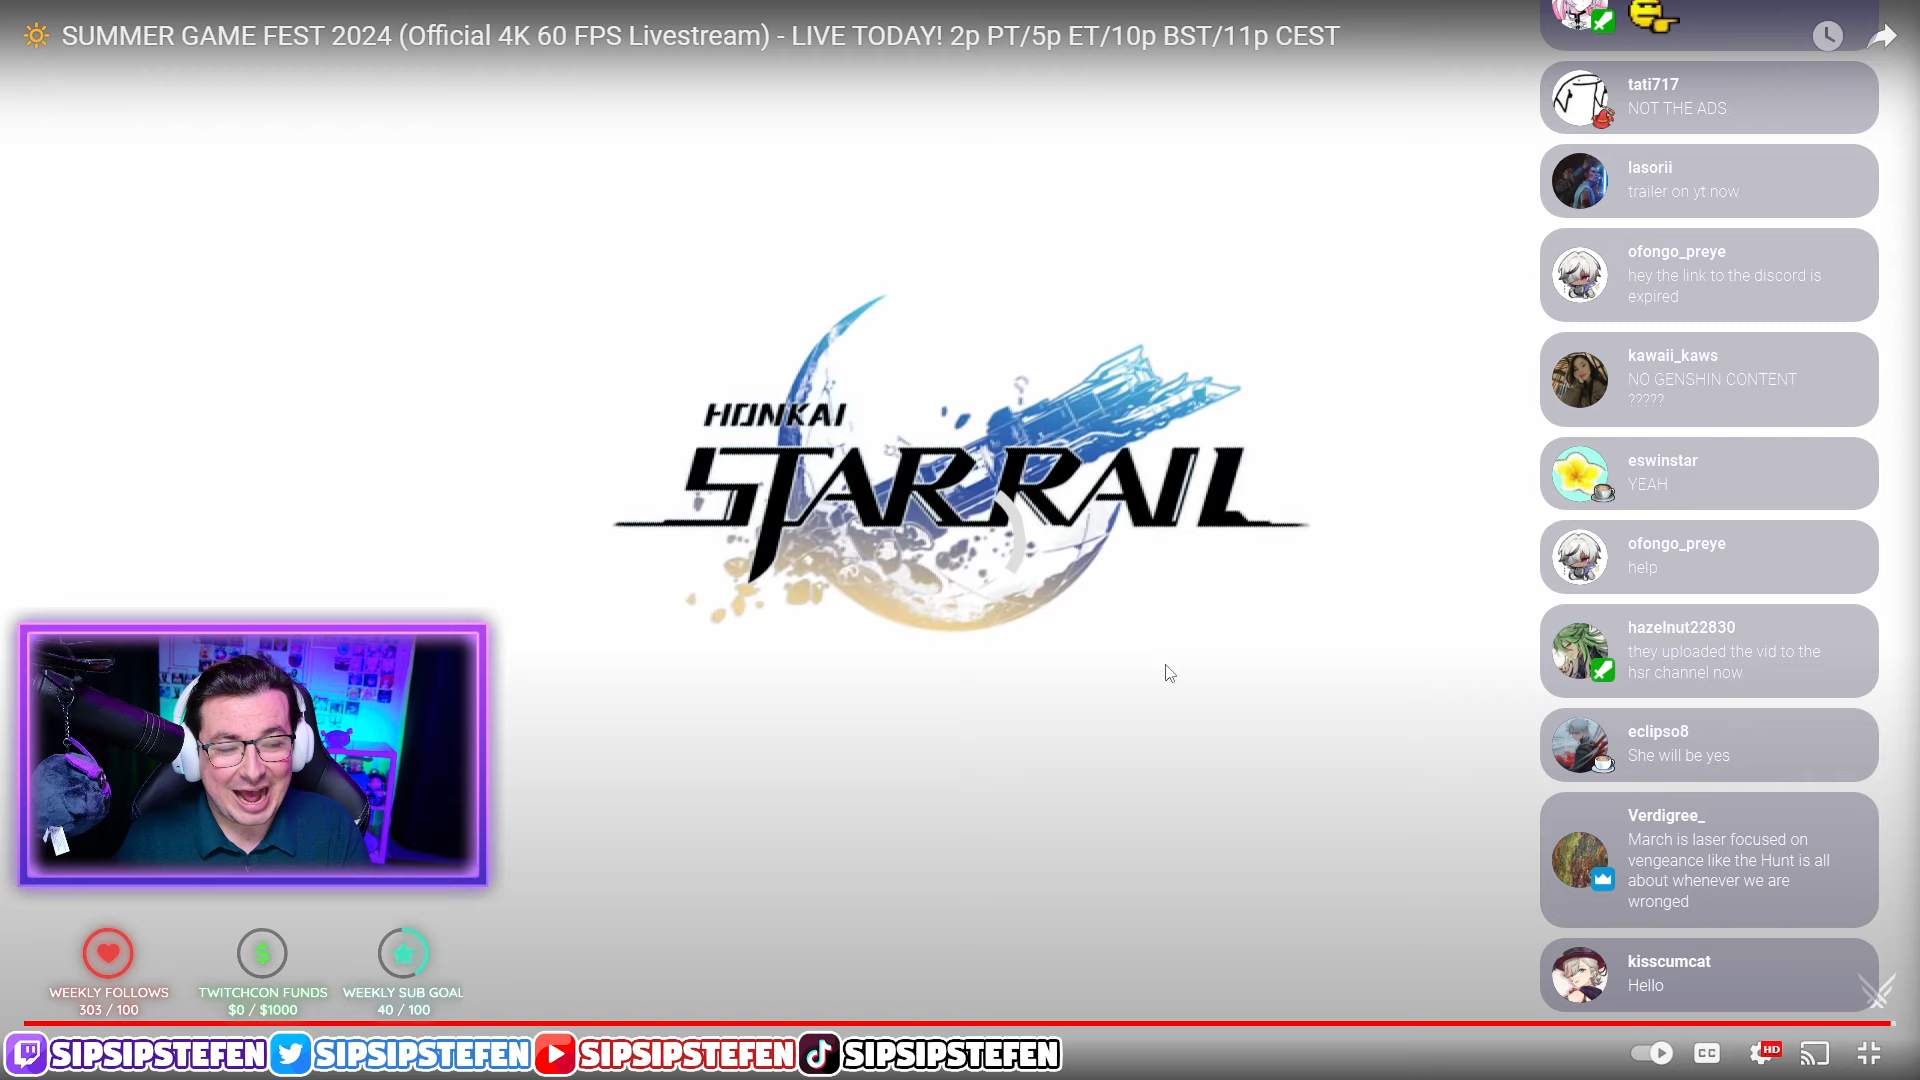 SUMMER GAME FEST 2024 (Official 4K 60 FPS Livestream) - LIVE TODAY! 2p PT/5p ET/10p BST/11p CEST
tati717
NOT THE ADS
lasorii
trailer on yt now
ofongo_preye
hey the link to the discord is
expired
kawaii_kaws
NO GENSHIN CONTENT
?????
eswinstar
YEAH
ofongo_preye
help
hazelnut22830
they uploaded the vid to the
hsr channel now
eclipso8
She will be yes
Verdigree_
March is laser focused on
vengeance like the Hunt is all
about whenever we are
wronged
kisscumcat
Hello
HONKAI
STAR RAIL
WEEKLY FOLLOWS
303 / 100
TWITCHCON FUNDS
$0 / $1000
WEEKLY SUB GOAL
40 / 100
SIPSIPSTEFEN
SIPSIPSTEFEN
SIPSIPSTEFEN
SIPSIPSTEFEN
CC
HD